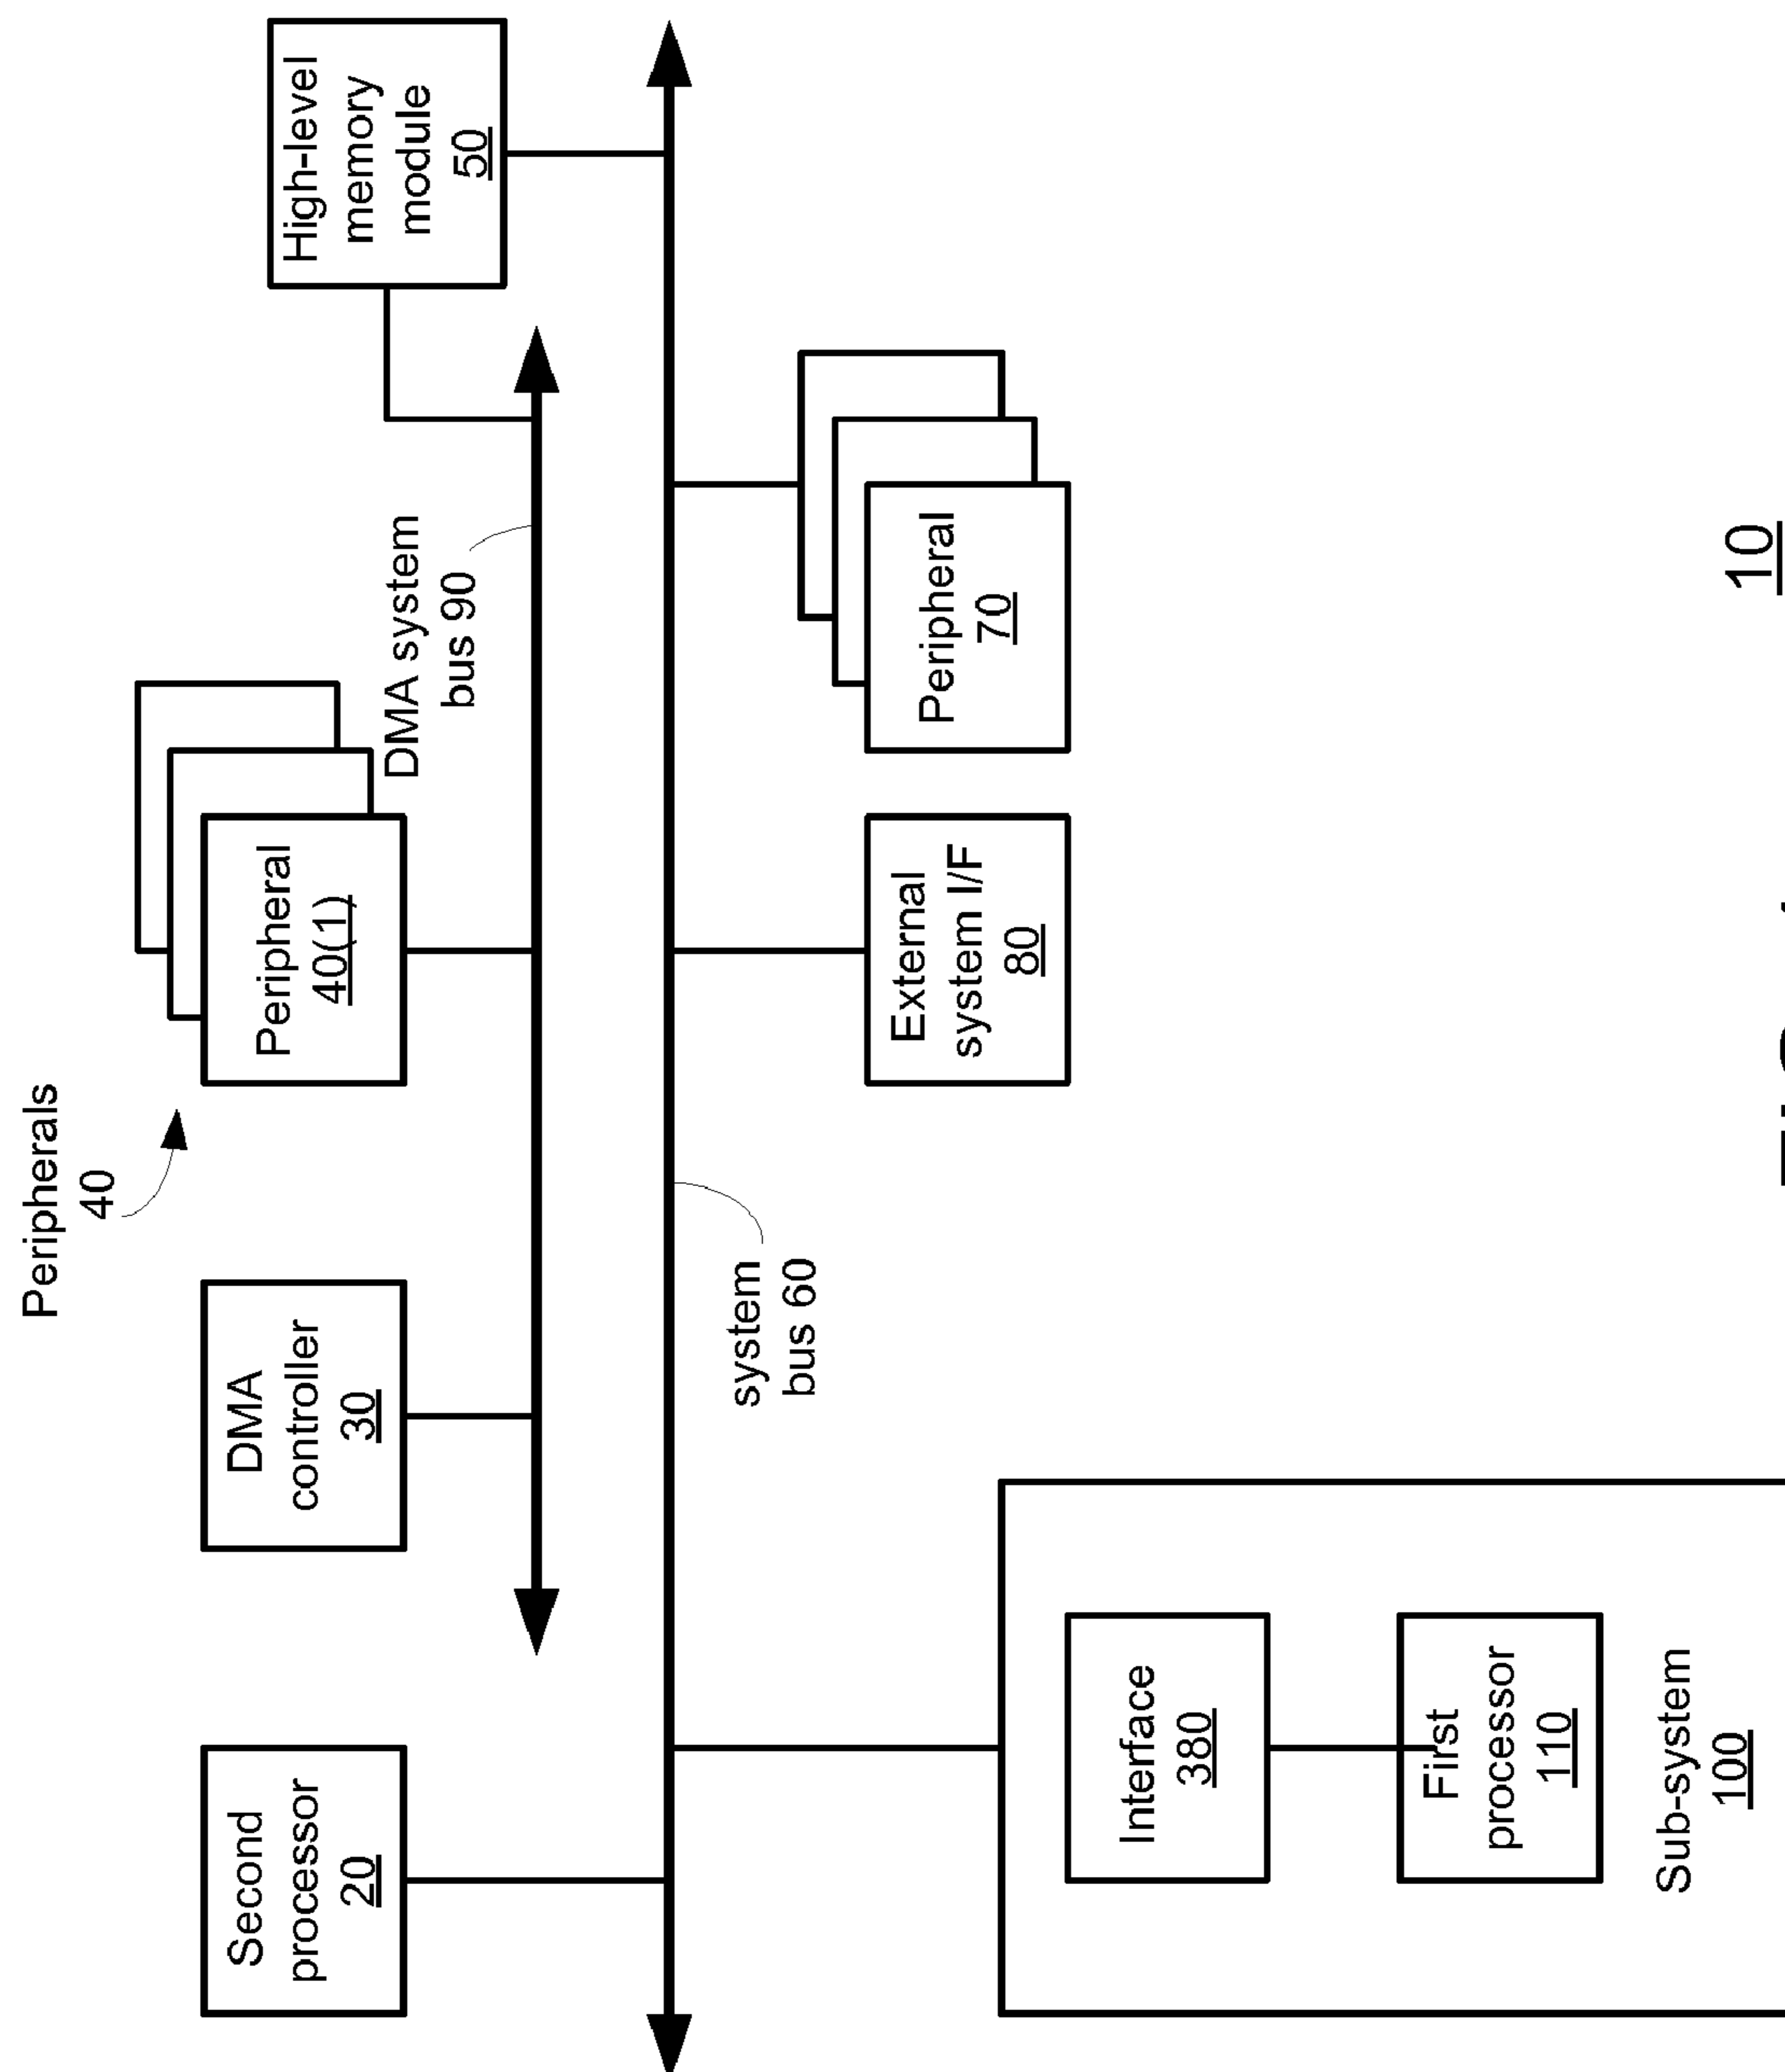 Peripherals
40
Second
processor
20
DMA
controller
30
Peripheral
40(1)
High-level
memory
module
50
DMA system
bus 90
system
bus 60
External
system I/F
80
Peripheral
70
Interface
380
First
processor
110
Sub-system
100
10